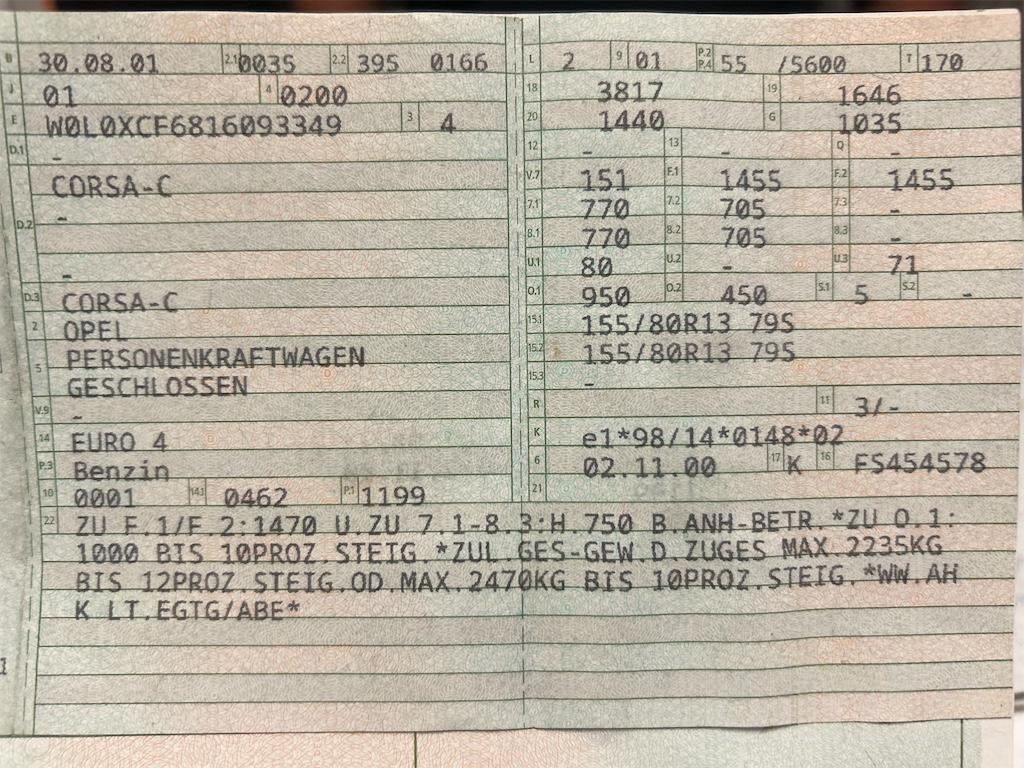 B 30.08.01 2.1 0035 2.2 395 0166
J 01 4 0200
E W0L0XCF6816093349 3 4
D.1 -
CORSA-C
D.2 -
-
D.3 CORSA-C
2 OPEL
5 PERSONENKRAFTWAGEN
GESCHLOSSEN
V.9 -
14 EURO 4
P.3 Benzin
10 0001 14.1 0462 P.1 1199
L 2 9 01 P.2 P.4 55 /5600 T 170
18 3817 19 1646
20 1440 G 1035
12 - 13 - Q -
V.7 151 F.1 1455 F.2 1455
7.1 770 7.2 705 7.3 -
8.1 770 8.2 705 8.3 -
U.1 80 U.2 - U.3 71
O.1 950 O.2 450 S.1 5 S.2 -
15.1 155/80R13 79S
15.2 155/80R13 79S
15.3 -
R 11 3/-
K e1*98/14*0148*02
6 02.11.00 17 K 16 FS454578
21
22 ZU F.1/F.2:1470 U.ZU 7.1-8.3:H.750 B.ANH-BETR.*ZU O.1:
1000 BIS 10PROZ.STEIG.*ZUL.GES-GEW.D.ZUGES MAX.2235KG
BIS 12PROZ.STEIG.OD.MAX.2470KG BIS 10PROZ.STEIG.*WW.AH
K LT.EGTG/ABE*